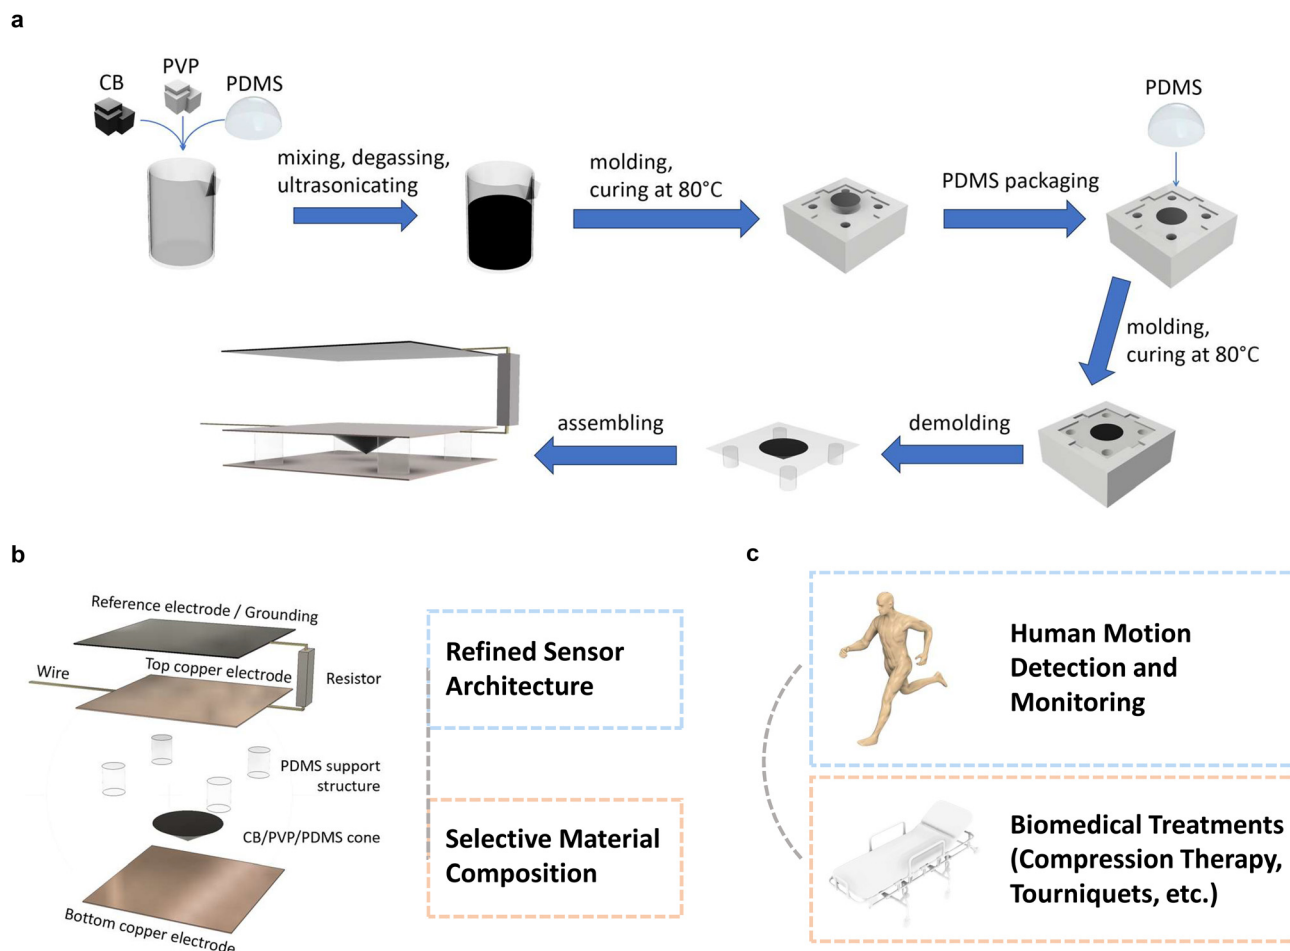 a
CB
PVP
PDMS
mixing, degassing,
ultrasonicating
molding,
curing at 80°C
PDMS packaging
PDMS
molding,
curing at 80°C
demolding
assembling
b
Reference electrode / Grounding
Wire
Top copper electrode
Resistor
PDMS support
structure
CB/PVP/PDMS cone
Bottom copper electrode
Refined Sensor
Architecture
Selective Material
Composition
c
Human Motion
Detection and
Monitoring
Biomedical Treatments
(Compression Therapy,
Tourniquets, etc.)